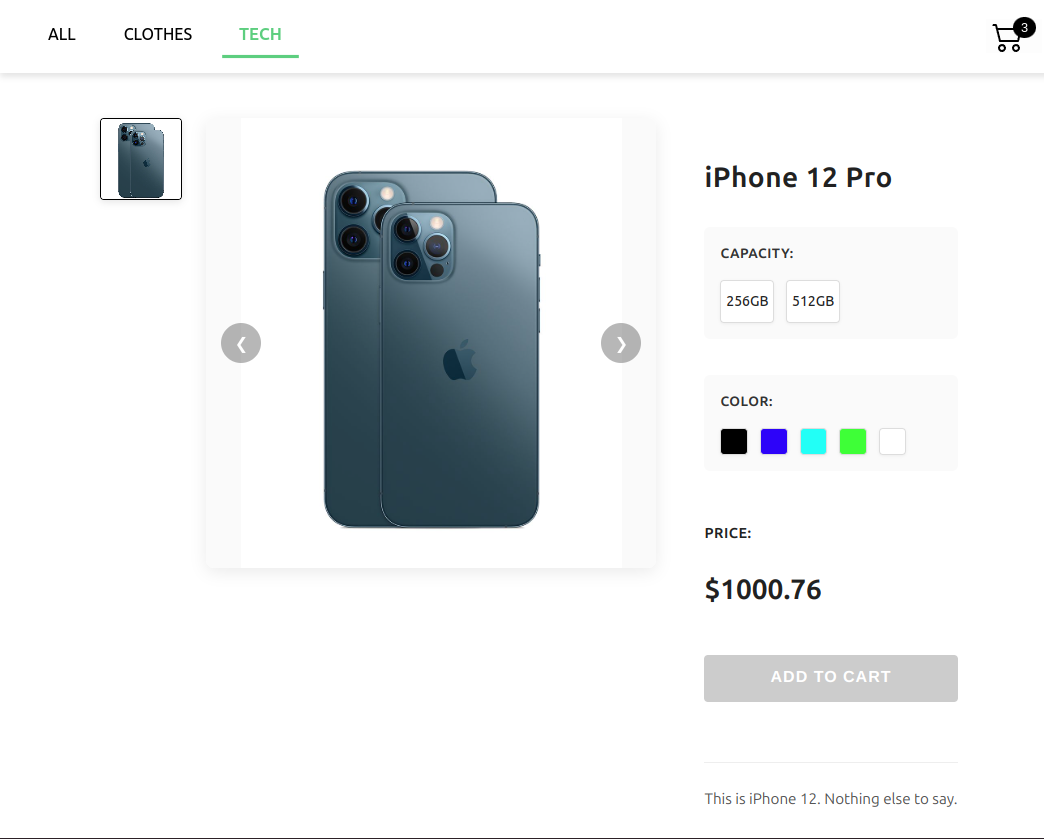 ALL CLOTHES TECH 3
iPhone 12 Pro
CAPACITY:
256GB 512GB
COLOR:
PRICE:
$1000.76
ADD TO CART
This is iPhone 12. Nothing else to say.